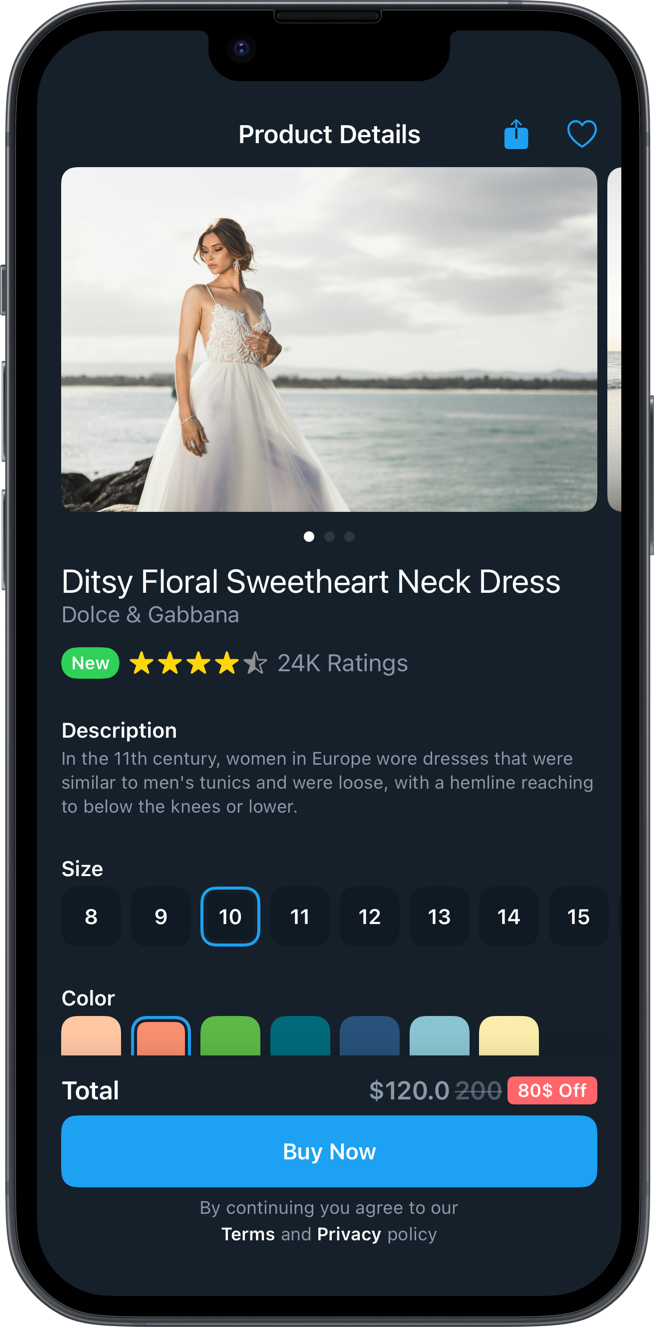 Product Details
Ditsy Floral Sweetheart Neck Dress
Dolce & Gabbana
New 24K Ratings
Description
In the 11th century, women in Europe wore dresses that were
similar to men's tunics and were loose, with a hemline reaching
to below the knees or lower.
Size
8 9 10 11 12 13 14 15
Color
Total $120.0 200 80$ Off
Buy Now
By continuing you agree to our
Terms and Privacy policy